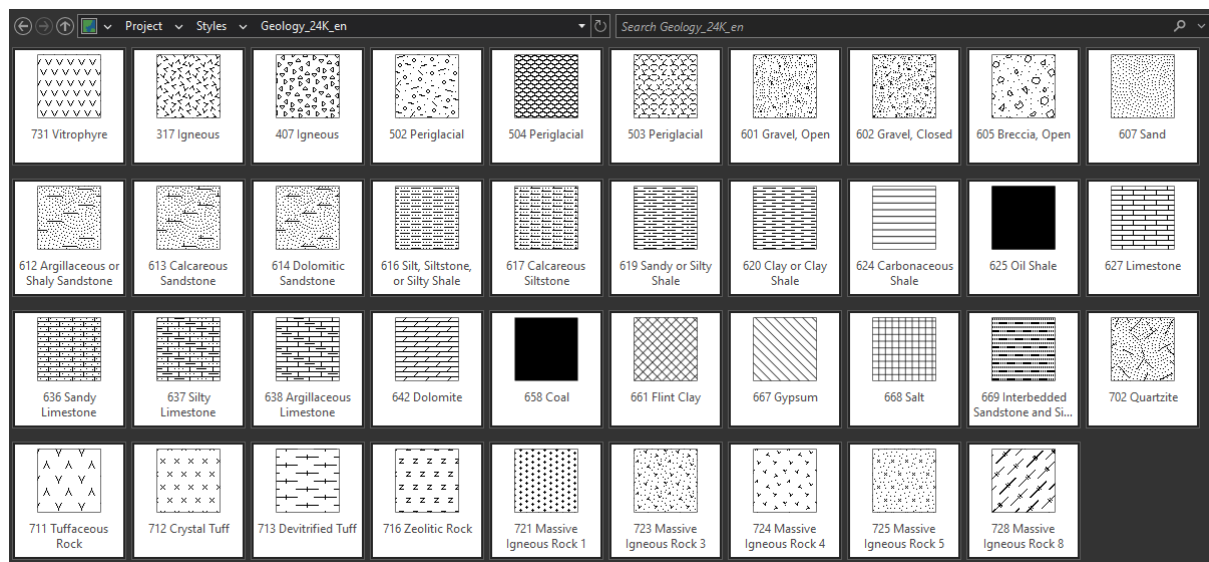 Project Styles Geology_24K_en Search Geology_24K_en
731 Vitrophyre 317 Igneous 407 Igneous 502 Periglacial 504 Periglacial 503 Periglacial 601 Gravel, Open 602 Gravel, Closed 605 Breccia, Open 607 Sand
612 Argillaceous or
Shaly Sandstone
613 Calcareous
Sandstone
614 Dolomitic
Sandstone
616 Silt, Siltstone,
or Silty Shale
617 Calcareous
Siltstone
619 Sandy or Silty
Shale
620 Clay or Clay
Shale
624 Carbonaceous
Shale
625 Oil Shale
627 Limestone
636 Sandy
Limestone
637 Silty
Limestone
638 Argillaceous
Limestone
642 Dolomite
658 Coal
661 Flint Clay
667 Gypsum
668 Salt
669 Interbedded
Sandstone and Si...
702 Quartzite
711 Tuffaceous
Rock
712 Crystal Tuff
713 Devitrified Tuff
716 Zeolitic Rock
721 Massive
Igneous Rock 1
723 Massive
Igneous Rock 3
724 Massive
Igneous Rock 4
725 Massive
Igneous Rock 5
728 Massive
Igneous Rock 8